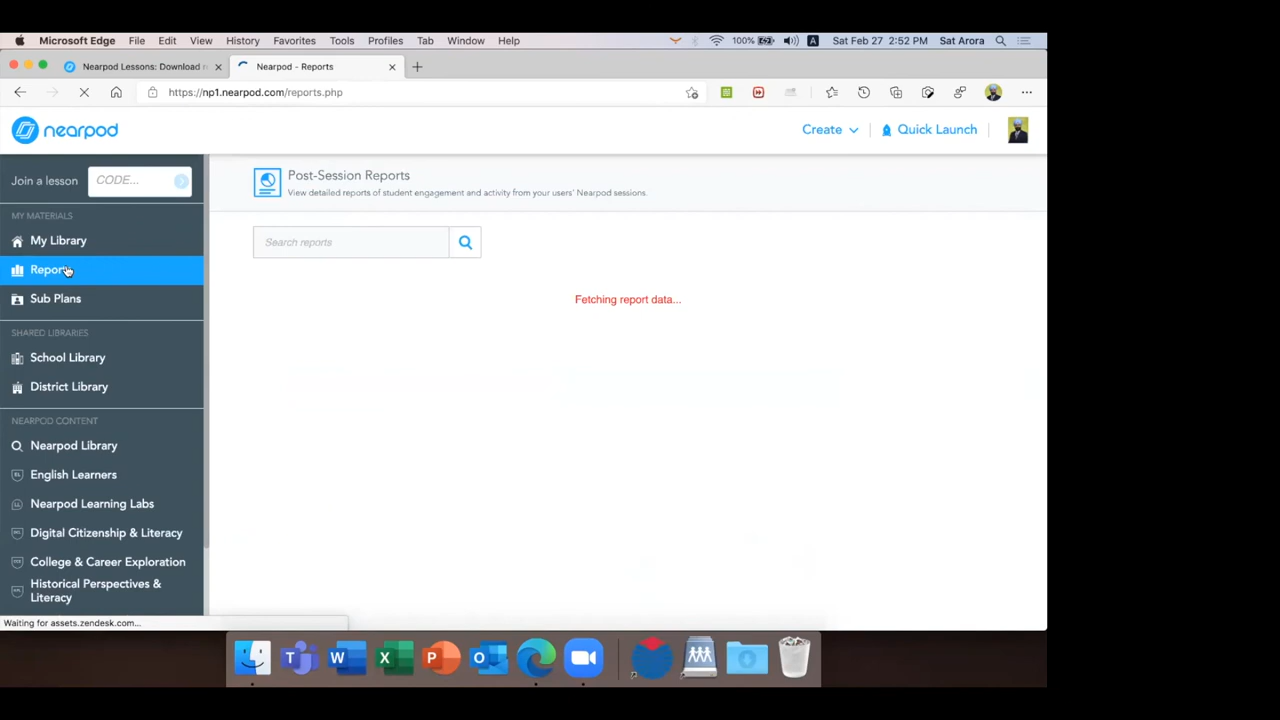 Microsoft Edge File Edit View History Favorites Tools Profiles Tab Window Help 100% A Sat Feb 27 2:52 PM Sat Arora
Nearpod Lessons: Download r Nearpod - Reports
https://np1.nearpod.com/reports.php
nearpod Create Quick Launch
Join a lesson CODE...
Post-Session Reports
View detailed reports of student engagement and activity from your users' Nearpod sessions.
MY MATERIALS
My Library
Search reports
Reports
Fetching report data...
Sub Plans
SHARED LIBRARIES
School Library
District Library
NEARPOD CONTENT
Nearpod Library
EL English Learners
LL Nearpod Learning Labs
Digital Citizenship & Literacy
College & Career Exploration
Historical Perspectives &
Literacy
Waiting for assets.zendesk.com...
T W X P O